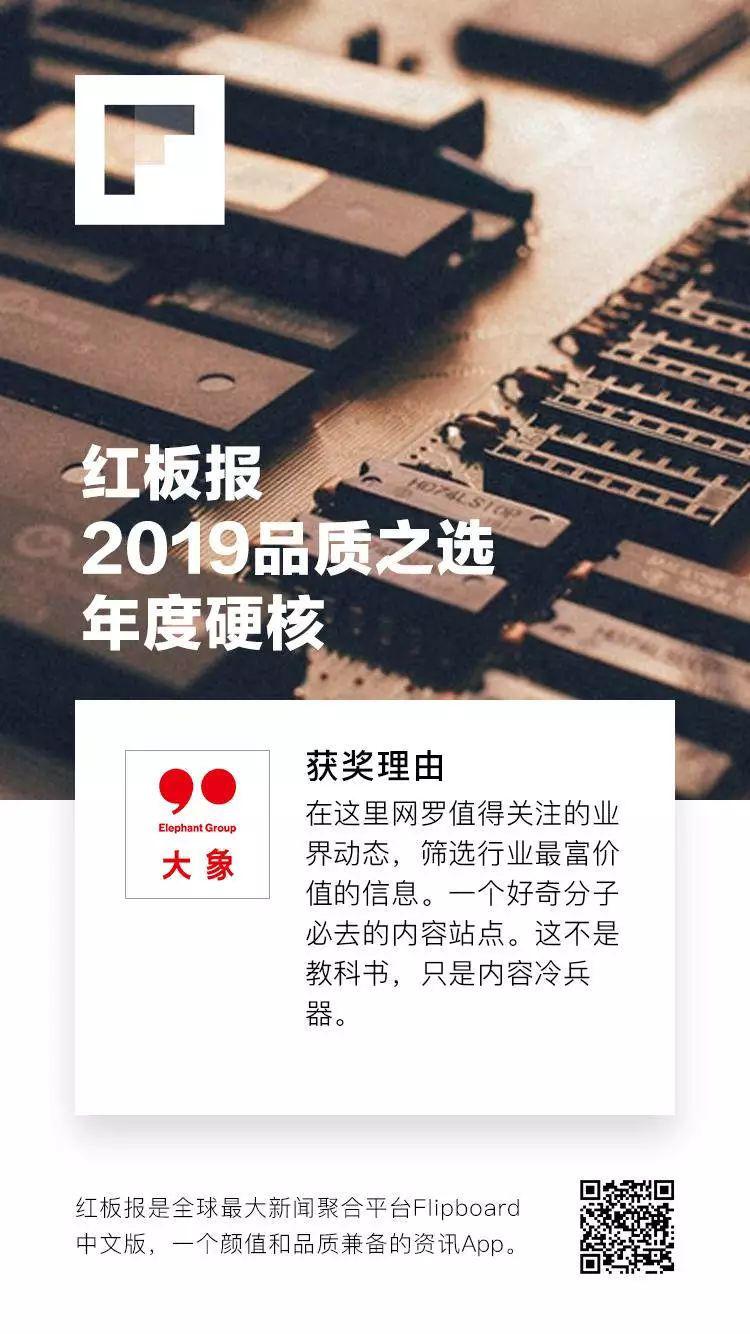 红板报
2019品质之选
年度硬核
Elephant Group
大象
获奖理由
在这里网罗值得关注的业
界动态，筛选行业最富价
值的信息。一个好奇分子
必去的内容站点。这不是
教科书，只是内容冷兵
器。
红板报是全球最大新闻聚合平台Flipboard
中文版，一个颜值和品质兼备的资讯App。